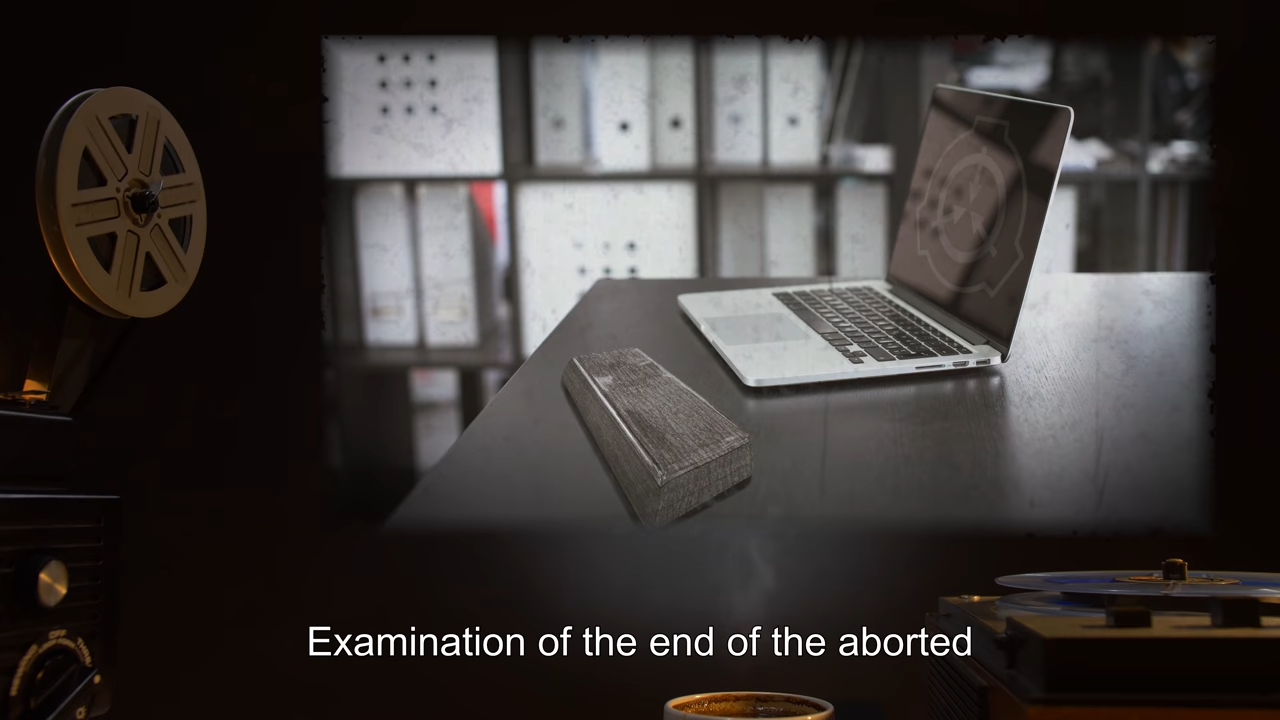 Examination of the end of the aborted